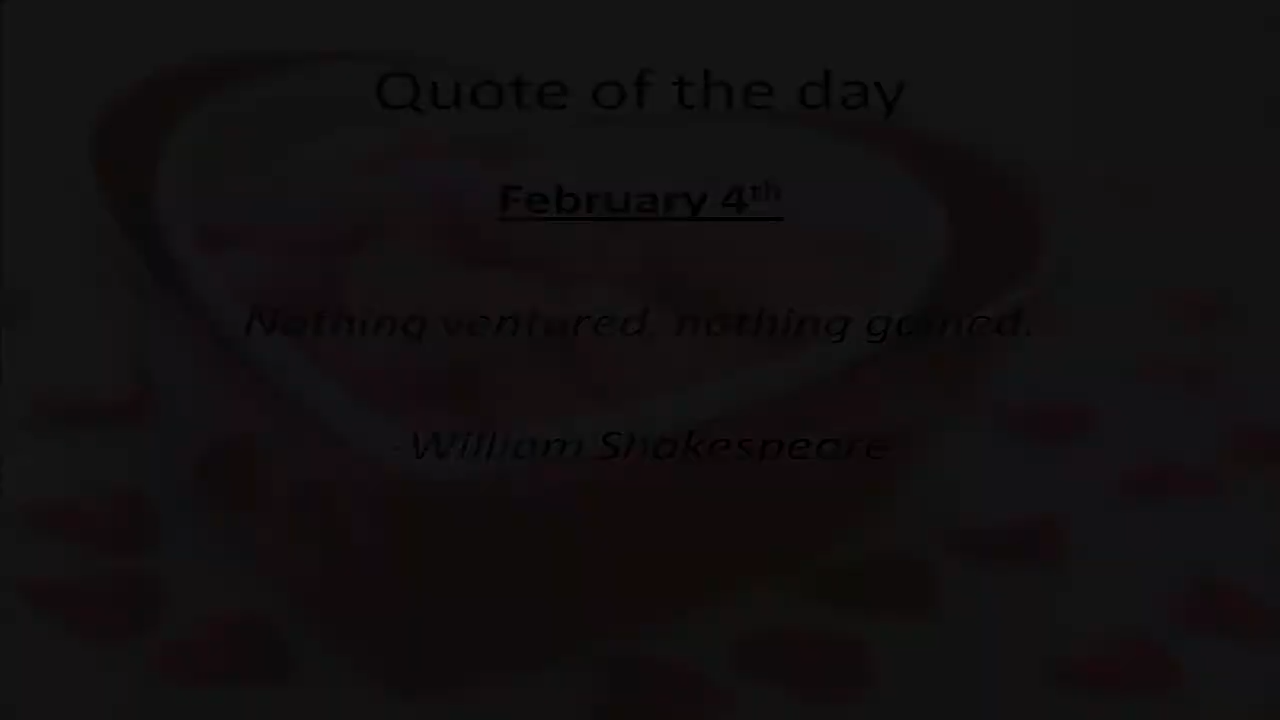 Quote of the day
February 4th
Nothing ventured, nothing gained.
-William Shakespeare